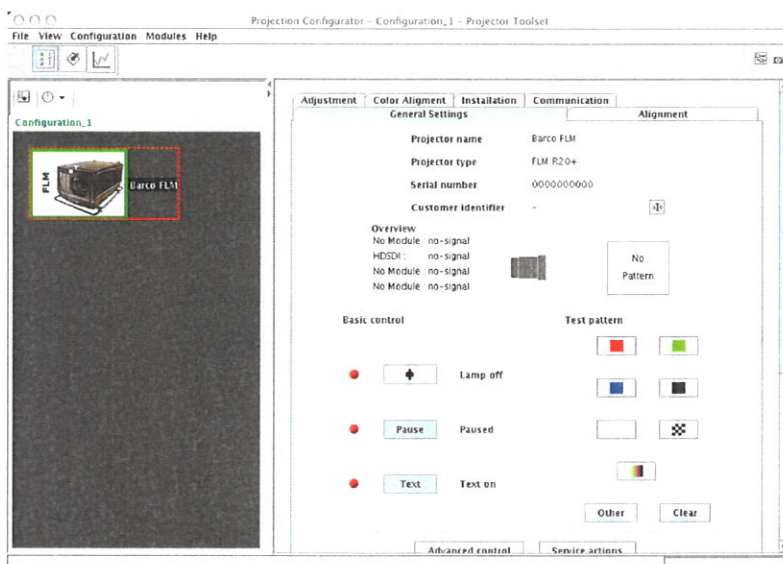 Projection Configurator – Configuration_1 – Projector Toolset
File View Configuration Modules Help
Configuration_1
FLM
Barco FLM
Adjustment Color Aligment Installation Communication
General Settings Alignment
Projector name Barco FLM
Projector type FLM R20+
Serial number 0000000000
Customer identifier -
Overview
No Module : no-signal
HDSDI : no-signal
No Module : no-signal
No Module : no-signal
No
Pattern
Basic control Test pattern
Lamp off
Pause Paused
Text Text on
Other Clear
Advanced control Service actions